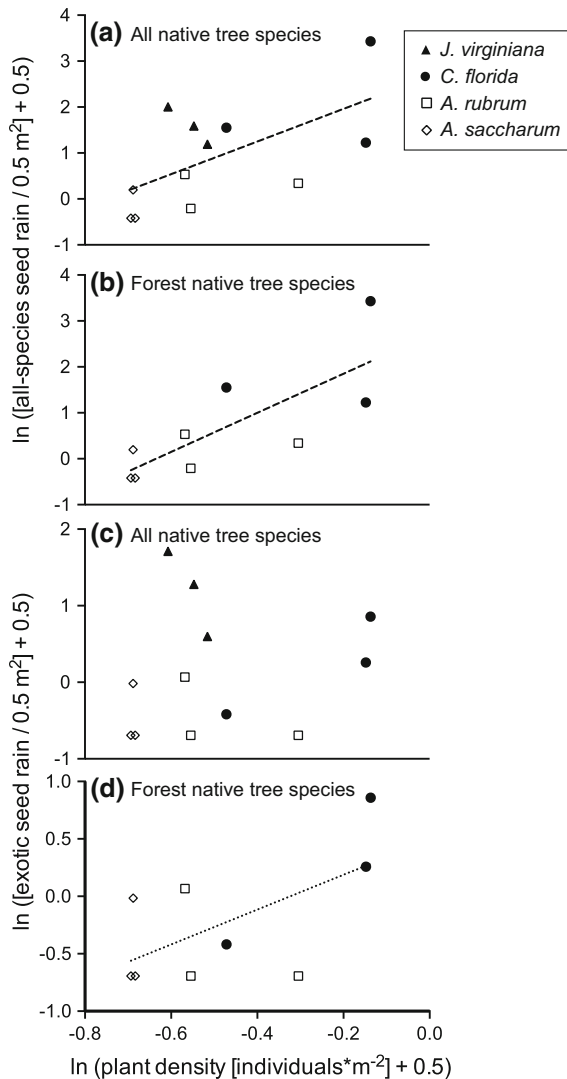 (a) All native tree species
J. virginiana
C. florida
A. rubrum
A. saccharum
4
3
2
1
0
-1
ln ([all-species seed rain / 0.5 m²] + 0.5)
(b) Forest native tree species
4
3
2
1
0
-1
(c) All native tree species
2
1
0
-1
ln ([exotic seed rain / 0.5 m²] + 0.5)
(d) Forest native tree species
1.0
0.5
0.0
-0.5
-1.0
-0.8 -0.6 -0.4 -0.2 0.0
ln (plant density [individuals*m⁻²] + 0.5)